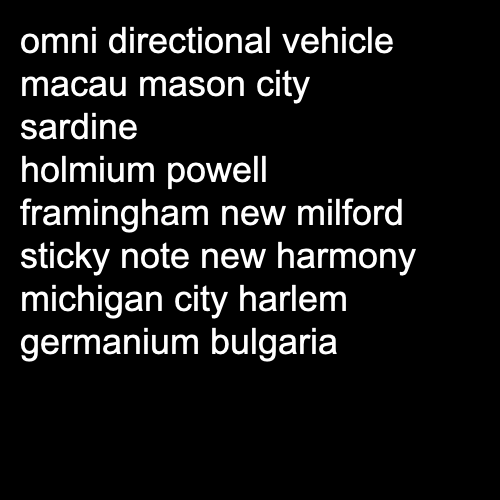 omni directional vehicle
macau mason city
sardine
holmium powell
framingham new milford
sticky note new harmony
michigan city harlem
germanium bulgaria